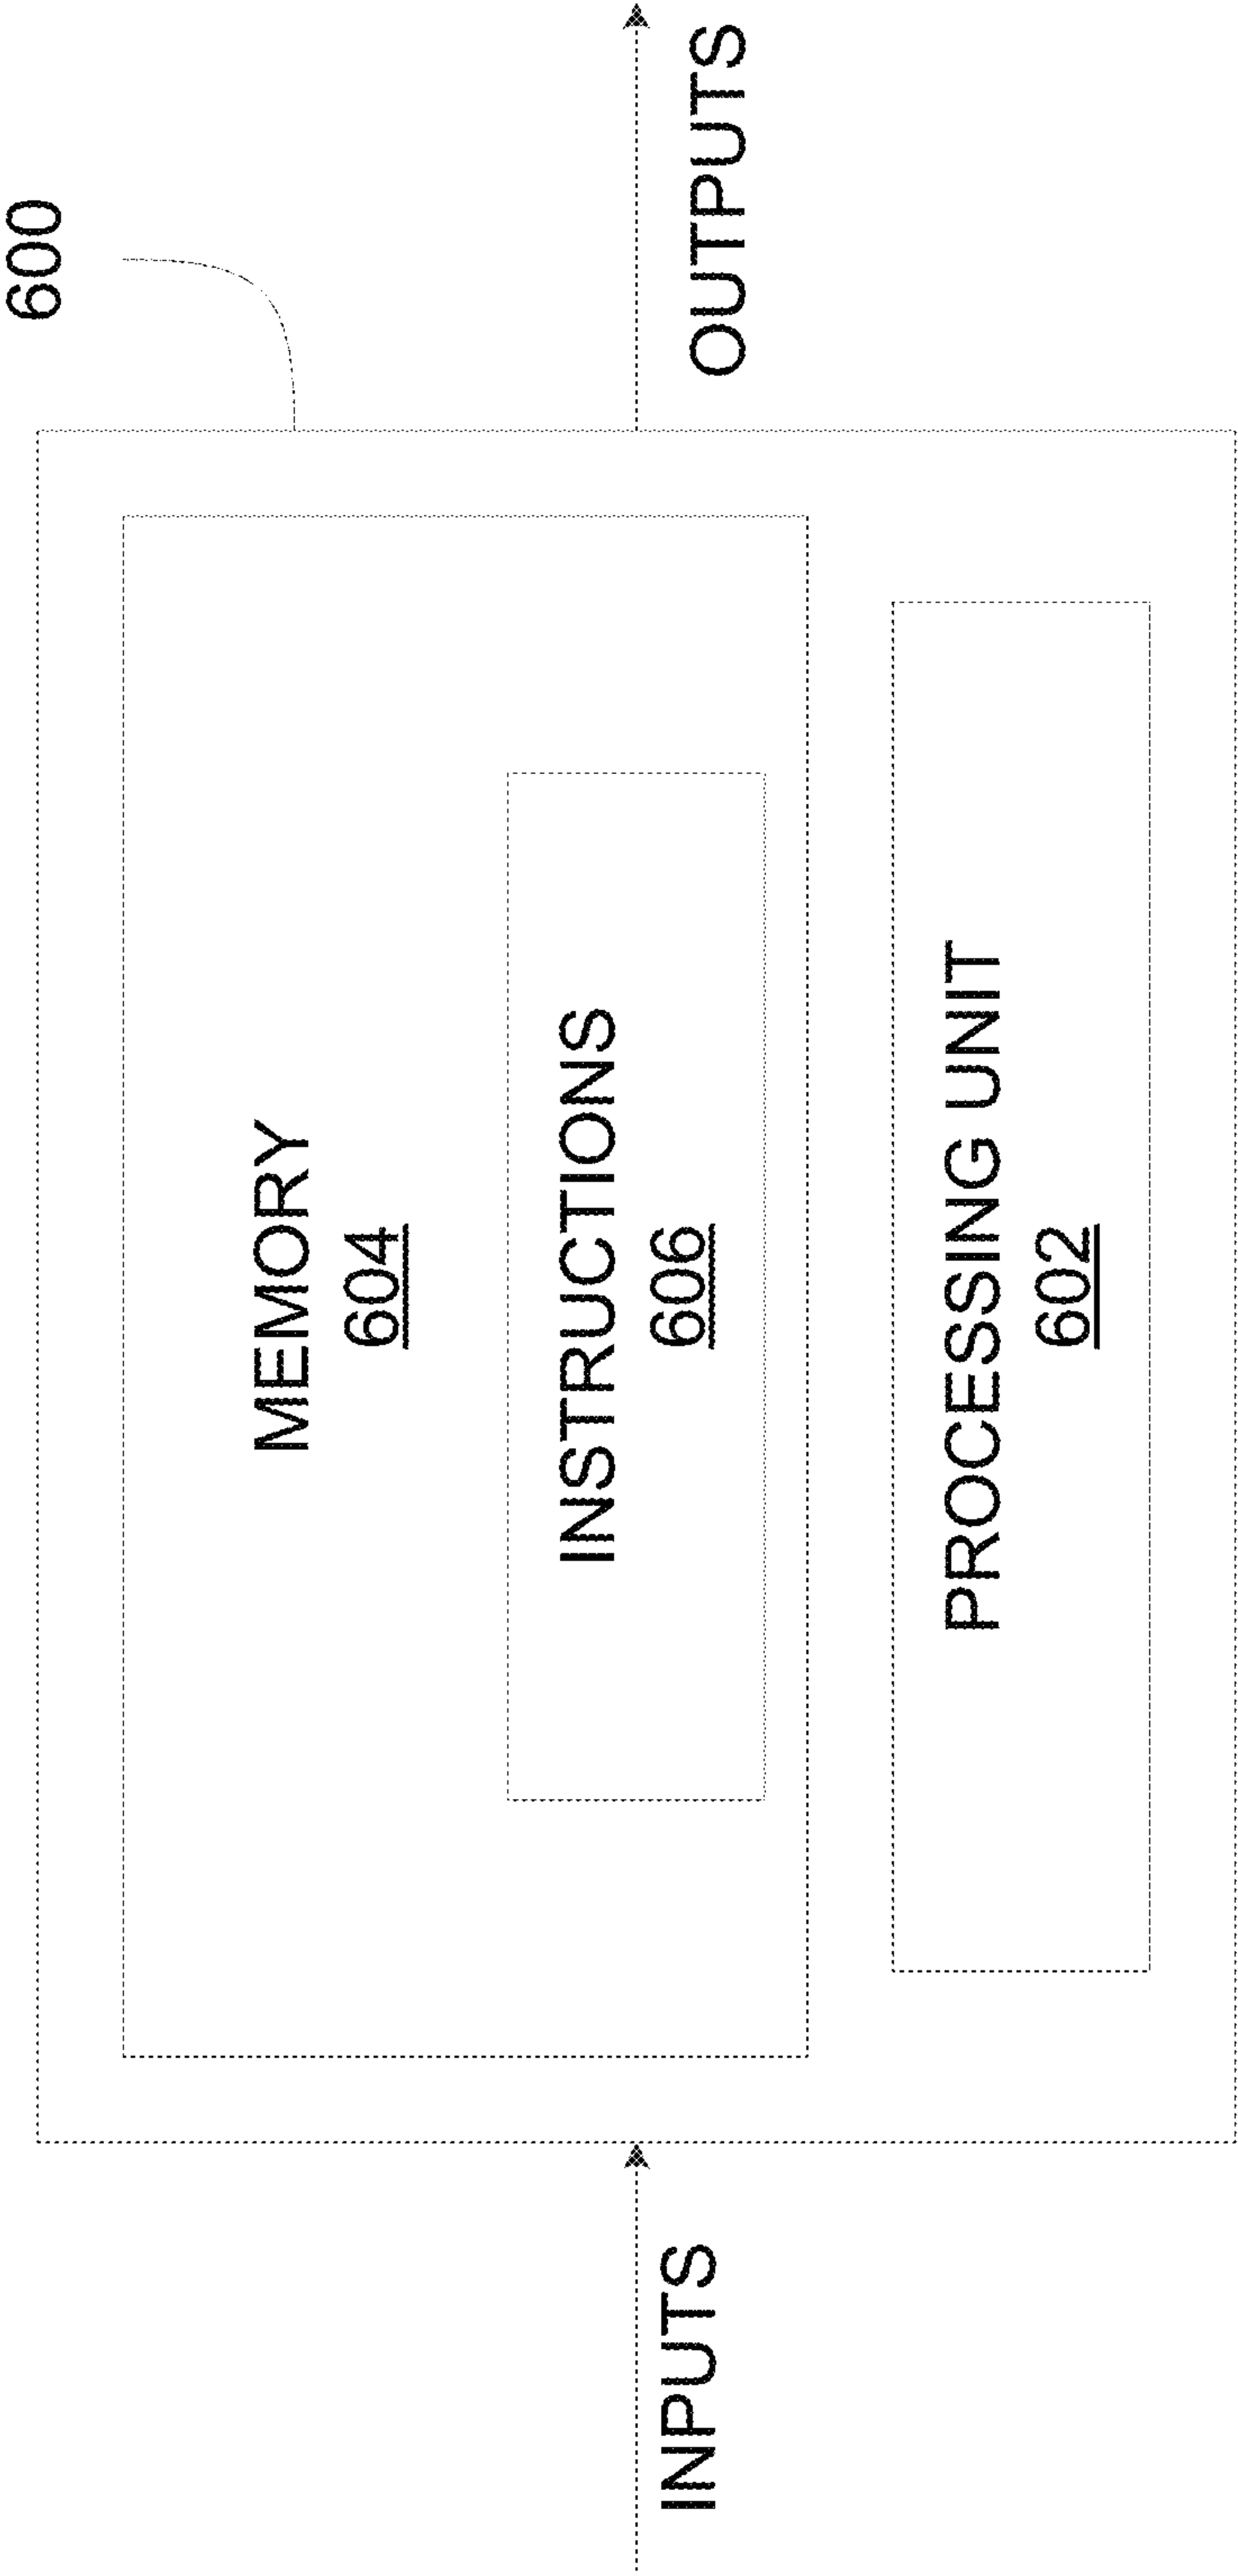 600
MEMORY
604
INSTRUCTIONS
606
PROCESSING UNIT
602
INPUTS
OUTPUTS